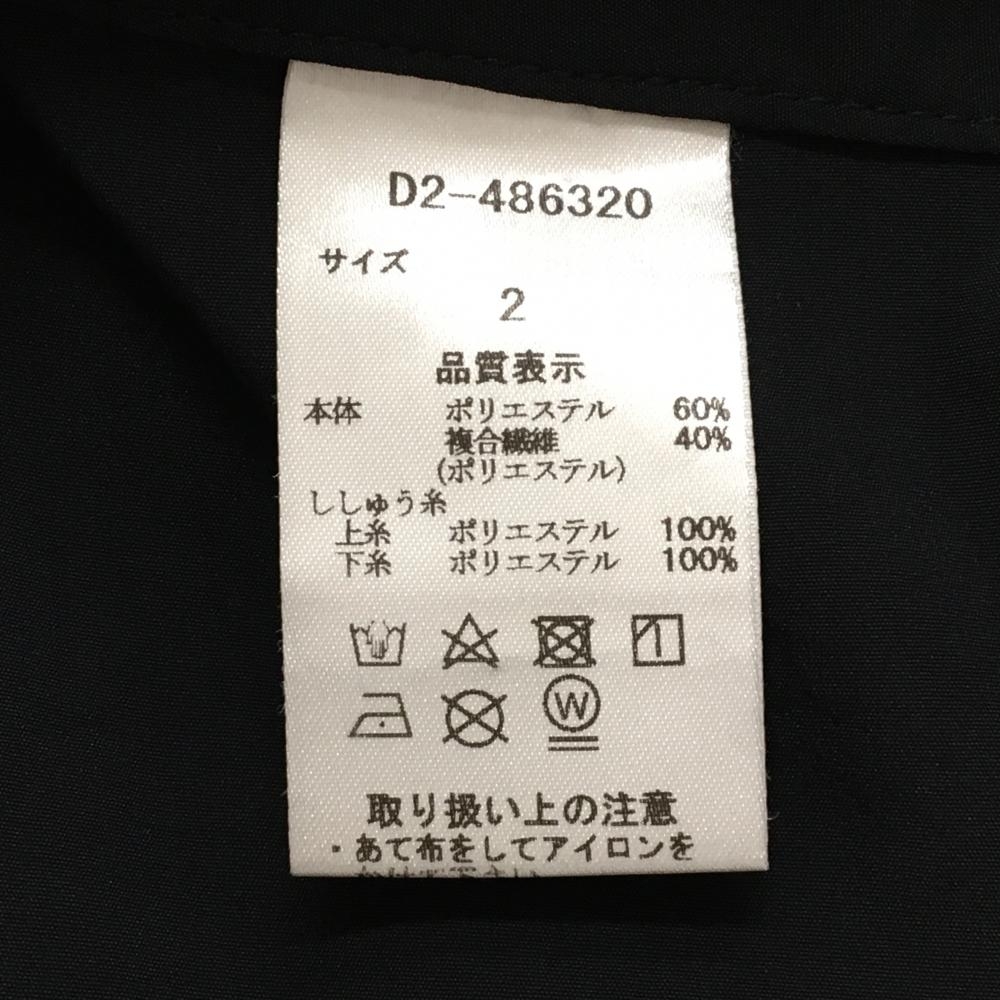 D2-486320
サイズ
2
品質表示
本体 ポリエステル 60%
複合繊維 40%
(ポリエステル)
ししゅう糸
上糸 ポリエステル 100%
下糸 ポリエステル 100%
W
取り扱い上の注意
・あて布をしてアイロンを